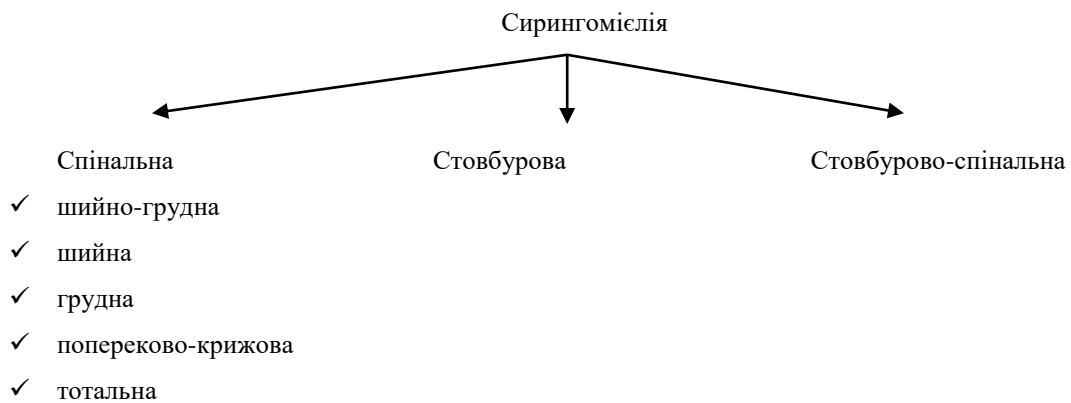 Сирингомієлія
Спінальна Стовбурова Стовбурово-спінальна
✓ шийно-грудна
✓ шийна
✓ грудна
✓ попереково-крижова
✓ тотальна